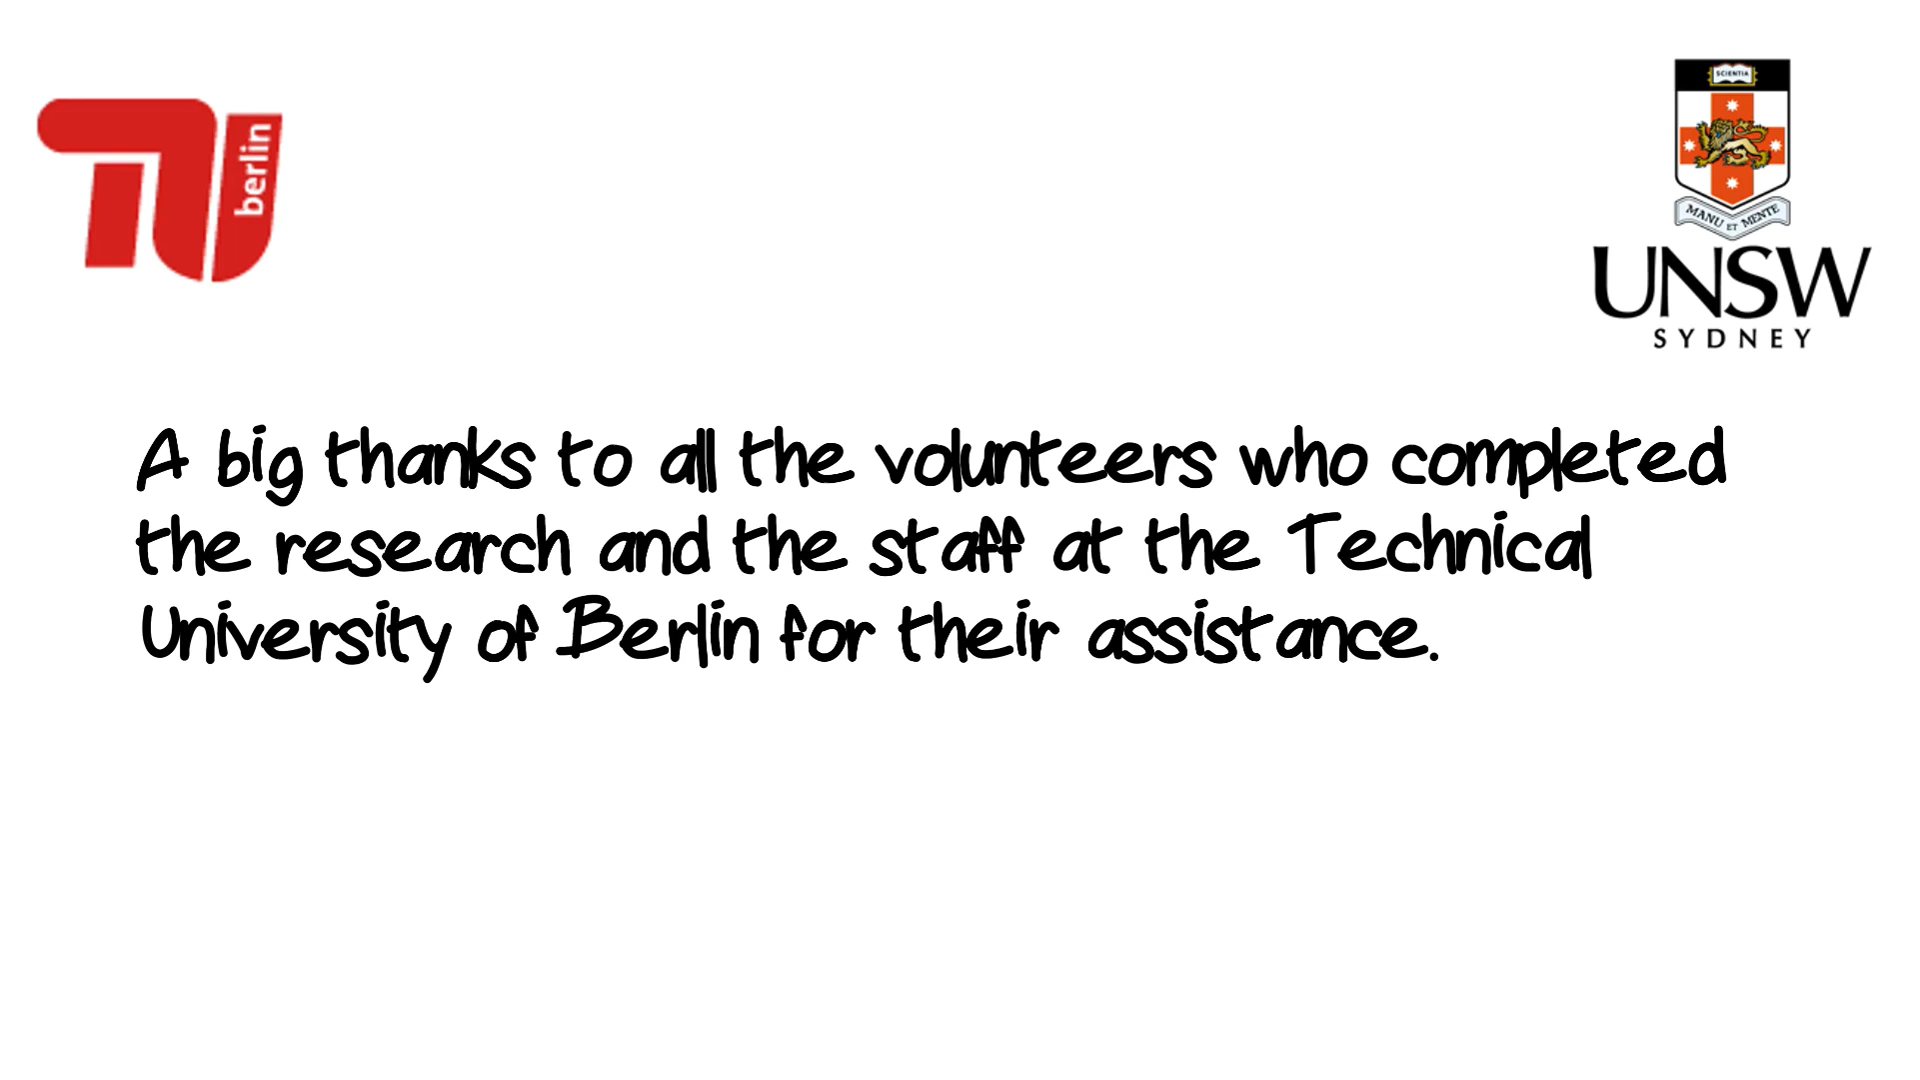 TU berlin
SCIENTIA
MANU ET MENTE
UNSW
SYDNEY
A big thanks to all the volunteers who completed
the research and the staff at the Technical
University of Berlin for their assistance.